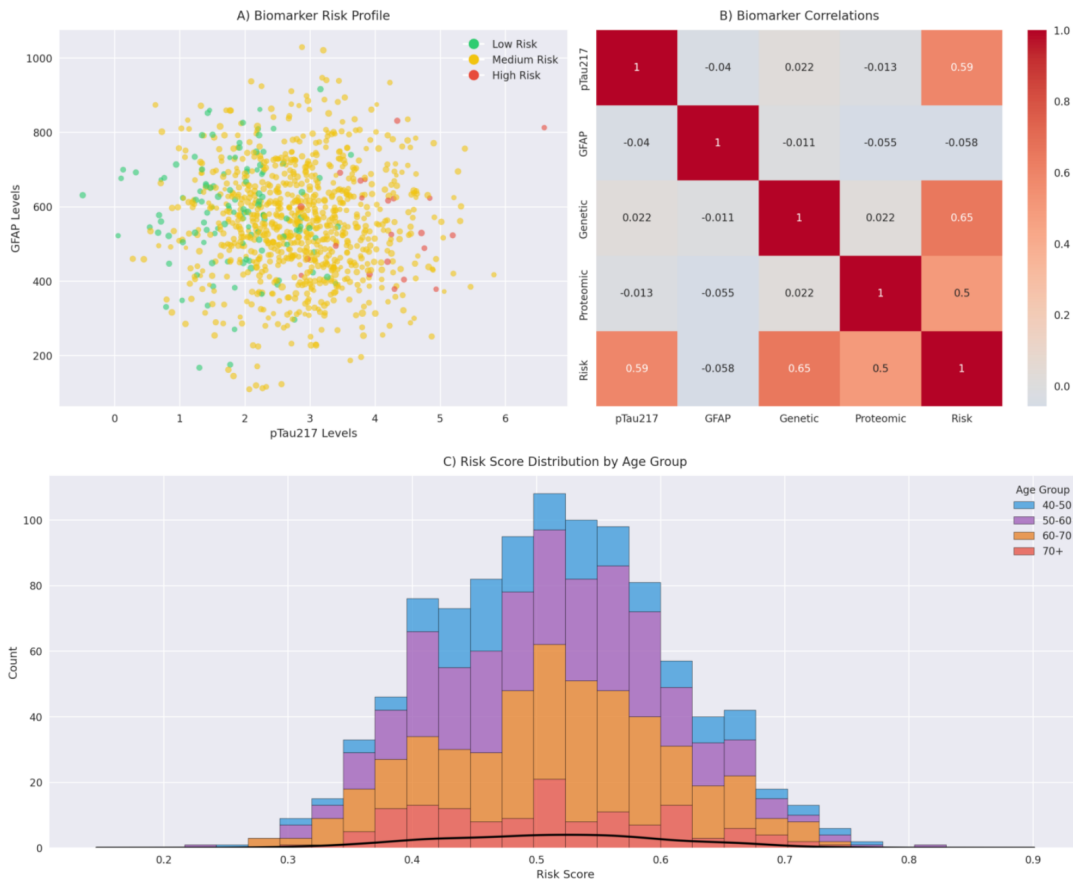 A) Biomarker Risk Profile
1000
800
600
400
200
GFAP Levels
Low Risk
Medium Risk
High Risk
0 1 2 3 4 5 6
pTau217 Levels
B) Biomarker Correlations
pTau217 1 -0.04 0.022 -0.013 0.59
GFAP -0.04 1 -0.011 -0.055 -0.058
Genetic 0.022 -0.011 1 0.022 0.65
Proteomic -0.013 -0.055 0.022 1 0.5
Risk 0.59 -0.058 0.65 0.5 1
pTau217 GFAP Genetic Proteomic Risk
1.0
0.8
0.6
0.4
0.2
0.0
C) Risk Score Distribution by Age Group
Age Group
40-50
50-60
60-70
70+
100
80
60
40
20
0
Count
0.2 0.3 0.4 0.5 0.6 0.7 0.8 0.9
Risk Score